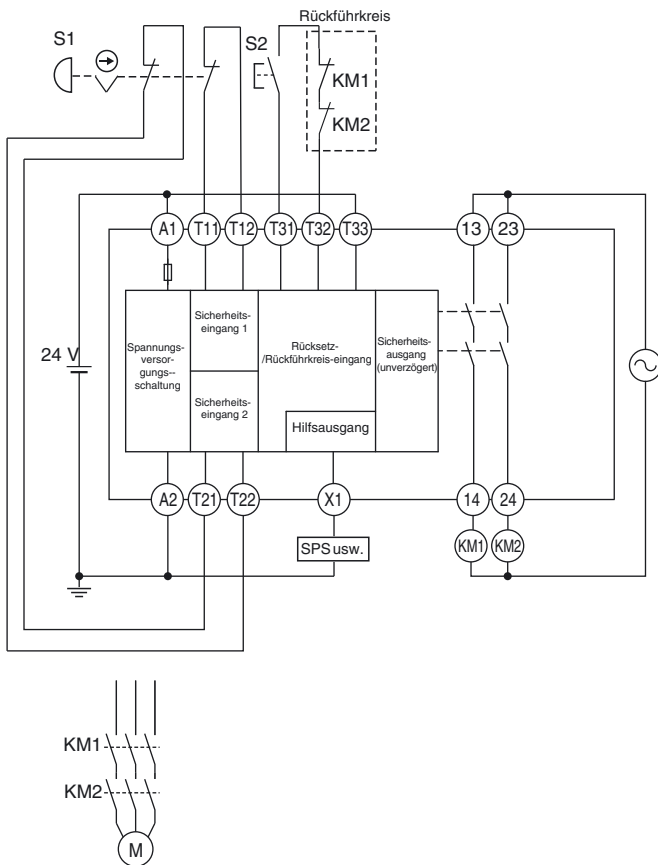 Rückführkreis
S1
S2
KM1
KM2
A1 T11 T12 T31 T32 T33 13 23
24 V
Spannungs-
versor-
gungs--
schaltung
Sicherheits-
eingang 1
Sicherheits-
eingang 2
Rücksetz-
-/Rückführkreis-eingang
Hilfsausgang
Sicherheits-
ausgang
(unverzögert)
A2 T21 T22 X1 14 24
SPS usw.
KM1 KM2
KM1
KM2
M